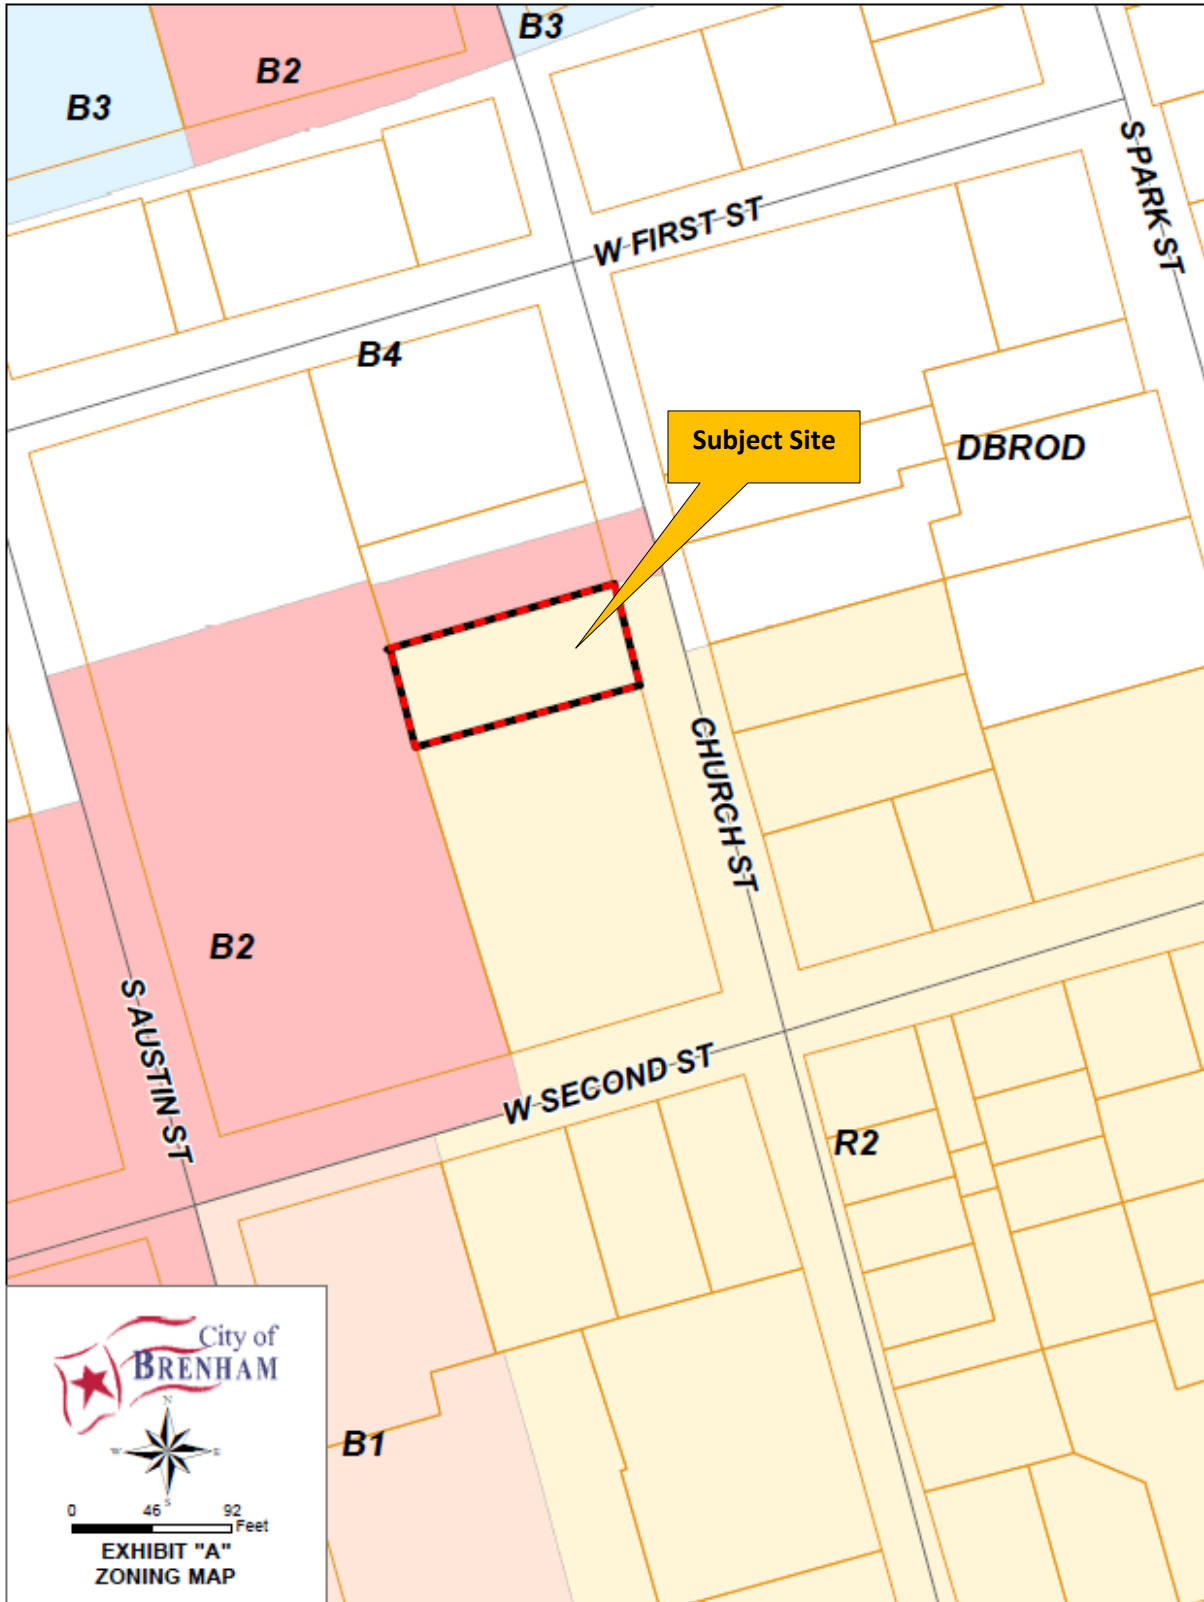 B3
B2
B3
S PARK ST
W FIRST ST
B4
Subject Site
DBROD
CHURCH ST
B2
S AUSTIN ST
W SECOND ST
R2
City of
BRENHAM
N
W E
S
0 46 92
Feet
EXHIBIT "A"
ZONING MAP
B1